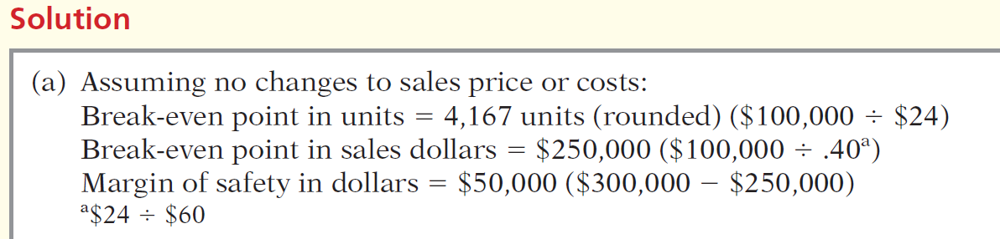 Solution
(a) Assuming no changes to sales price or costs:
Break-even point in units = 4,167 units (rounded) ($100,000 ÷ $24)
Break-even point in sales dollars = $250,000 ($100,000 ÷ .40ᵃ)
Margin of safety in dollars = $50,000 ($300,000 − $250,000)
ᵃ$24 ÷ $60